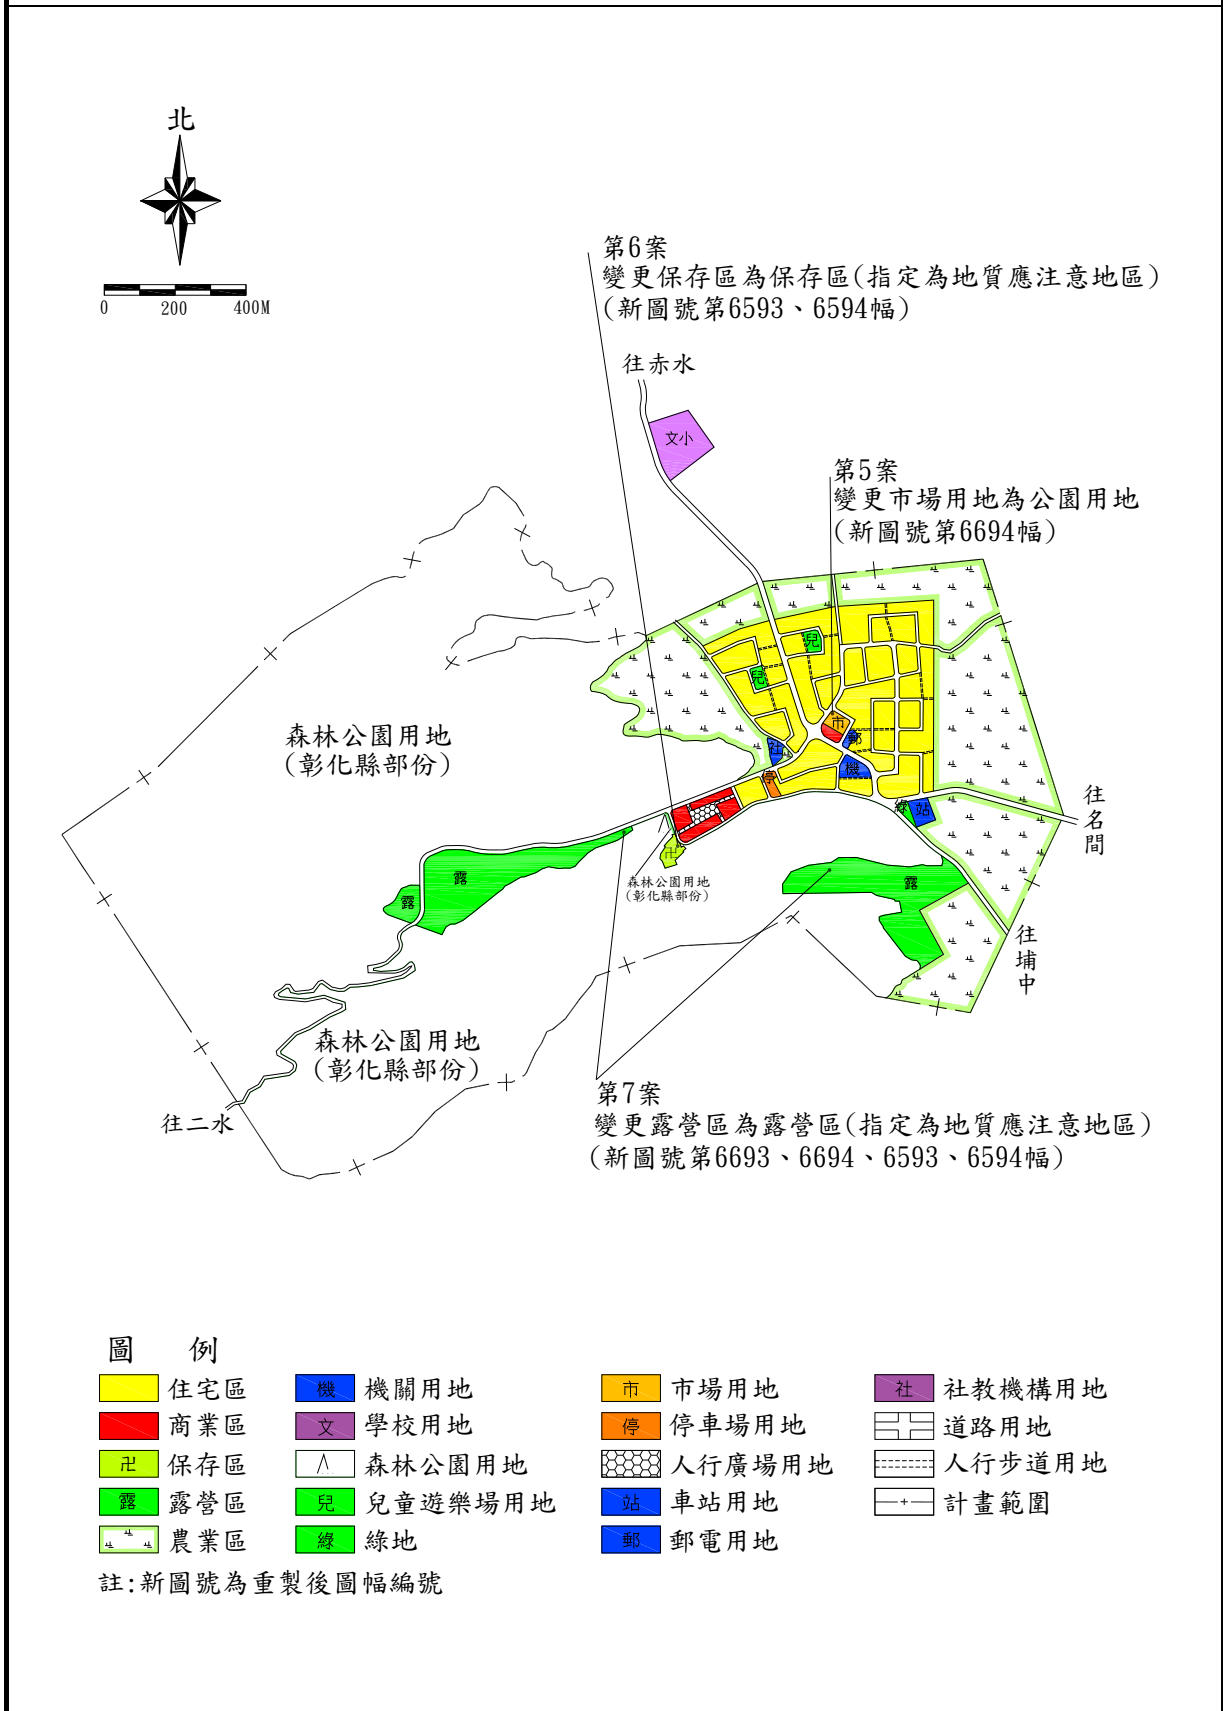 北
0 200 400M
第6案
變更保存區為保存區(指定為地質應注意地區)
(新圖號第6593、6594幅)
往赤水
文小
第5案
變更市場用地為公園用地
(新圖號第6694幅)
兒
兒
市
郵
社
機
停
綠
站
往名間
森林公園用地
(彰化縣部份)
卍
森林公園用地
(彰化縣部份)
露
露
露
往埔中
森林公園用地
(彰化縣部份)
往二水
第7案
變更露營區為露營區(指定為地質應注意地區)
(新圖號第6693、6694、6593、6594幅)
圖 例
住宅區
機 機關用地
市 市場用地
社 社教機構用地
商業區
文 學校用地
停 停車場用地
道路用地
卍 保存區
森林公園用地
人行廣場用地
人行步道用地
露 露營區
兒 兒童遊樂場用地
站 車站用地
計畫範圍
農業區
綠 綠地
郵 郵電用地
註:新圖號為重製後圖幅編號